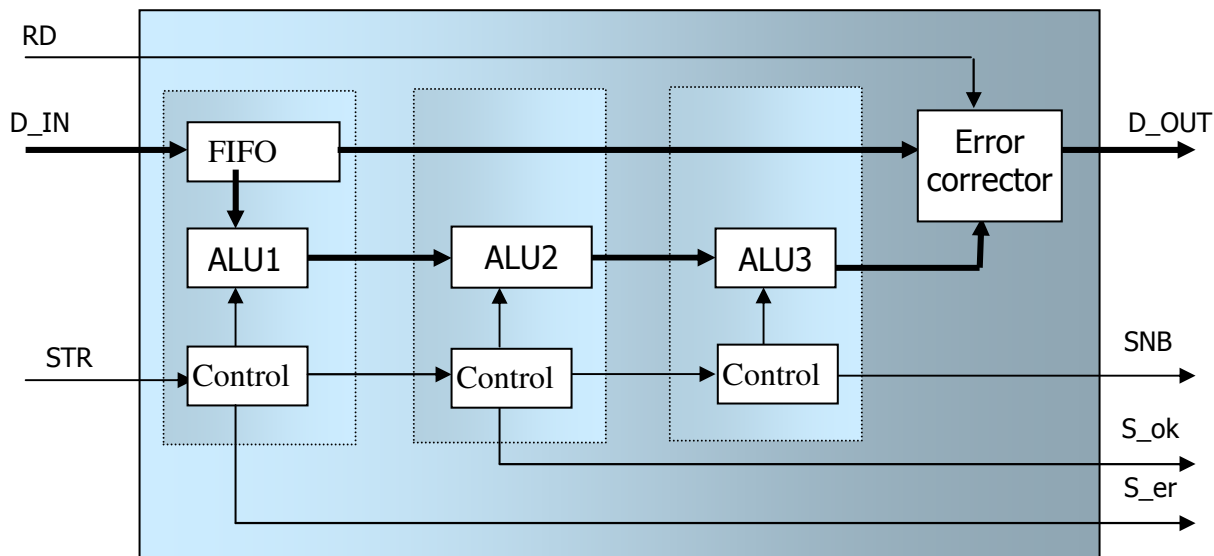 RD
D_IN
FIFO
Error
corrector
D_OUT
ALU1
ALU2
ALU3
STR
Control
Control
Control
SNB
S_ok
S_er